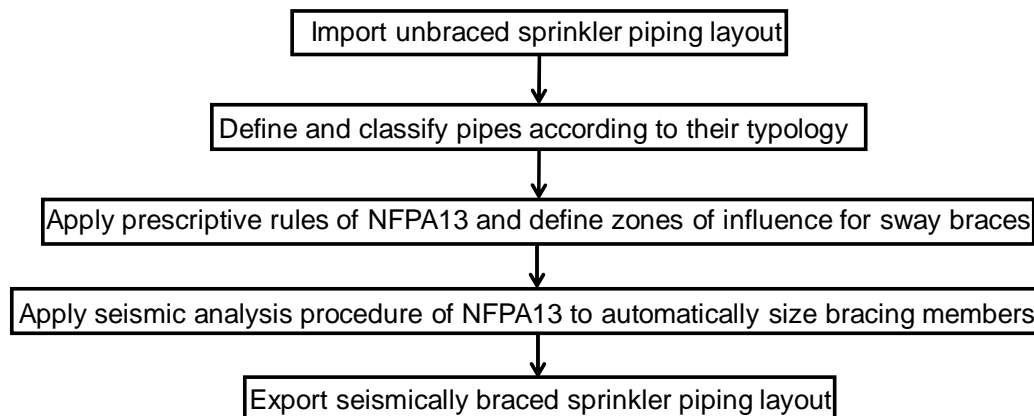 Import unbraced sprinkler piping layout
Define and classify pipes according to their typology
Apply prescriptive rules of NFPA13 and define zones of influence for sway braces
Apply seismic analysis procedure of NFPA13 to automatically size bracing members
Export seismically braced sprinkler piping layout